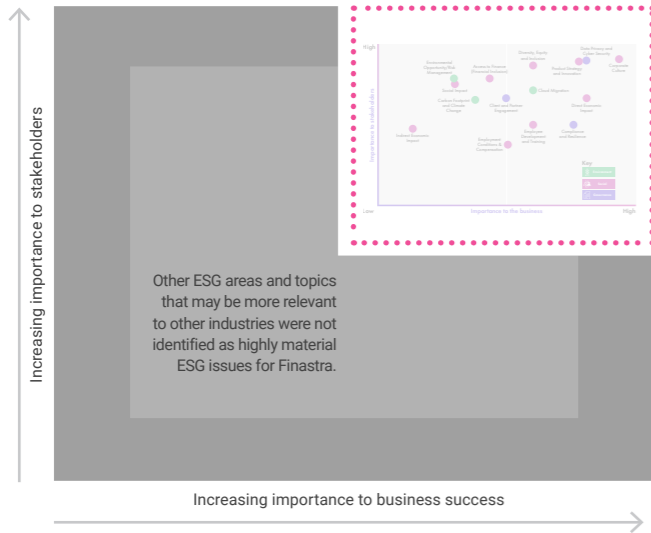 Increasing importance to stakeholders
High
Importance to stakeholders
Environmental
Opportunity/Risk
Management
Inclusive Finance
(Financial Inclusion)
Diversity, Equity
and Inclusion
Data Privacy and
Cyber Security
Product Strategy
and Innovation
Corporate
Culture
Social Impact
Carbon Footprint
and Climate
Change
Client and Partner
Engagement
Cloud Migration
Direct Economic
Impact
Indirect Economic
Impact
Employment
Conditions &
Compensation
Employee
Development
and Training
Compliance
and Resilience
Key
Social
Low
Importance to the business
High
Other ESG areas and topics
that may be more relevant
to other industries were not
identified as highly material
ESG issues for Finastra.
Increasing importance to business success